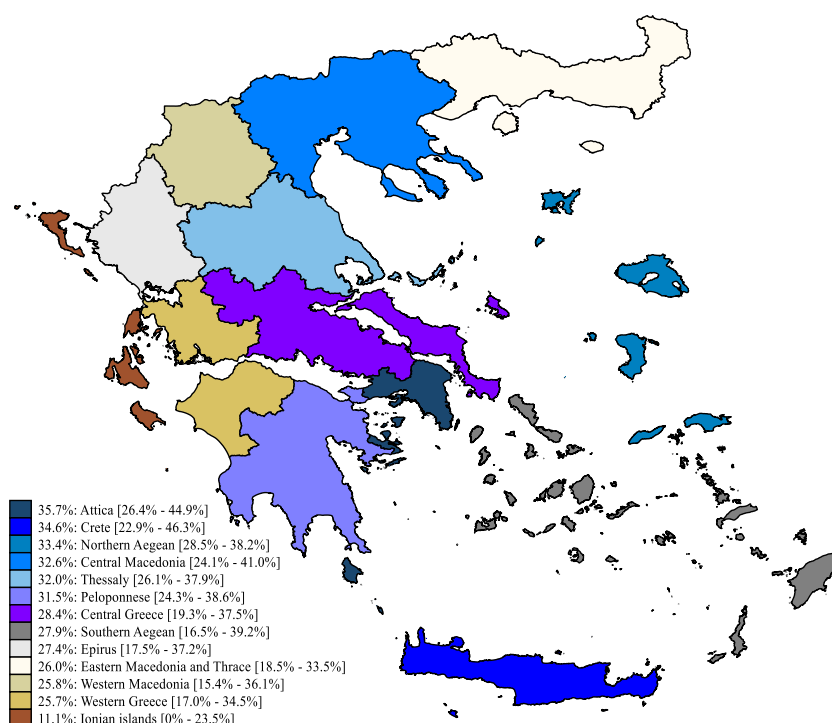 35.7%: Attica [26.4% - 44.9%]
34.6%: Crete [22.9% - 46.3%]
33.4%: Northern Aegean [28.5% - 38.2%]
32.6%: Central Macedonia [24.1% - 41.0%]
32.0%: Thessaly [26.1% - 37.9%]
31.5%: Peloponnese [24.3% - 38.6%]
28.4%: Central Greece [19.3% - 37.5%]
27.9%: Southern Aegean [16.5% - 39.2%]
27.4%: Epirus [17.5% - 37.2%]
26.0%: Eastern Macedonia and Thrace [18.5% - 33.5%]
25.8%: Western Macedonia [15.4% - 36.1%]
25.7%: Western Greece [17.0% - 34.5%]
11.1%: Ionian islands [0% - 23.5%]